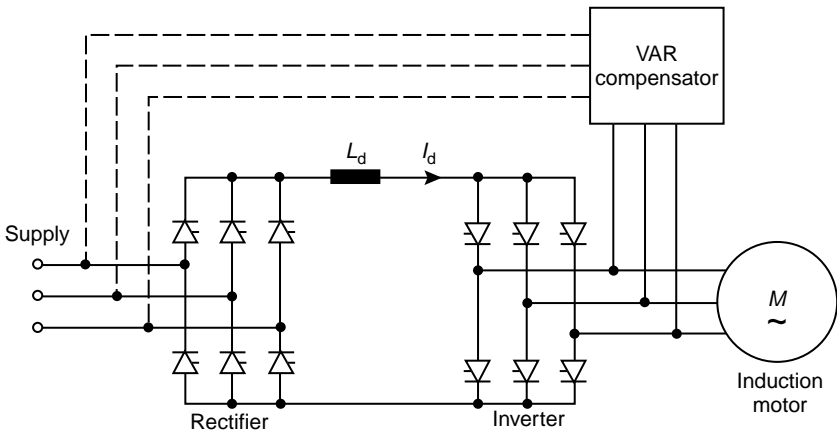 VAR
compensator
L_d
I_d
Supply
M
~
Rectifier
Inverter
Induction
motor